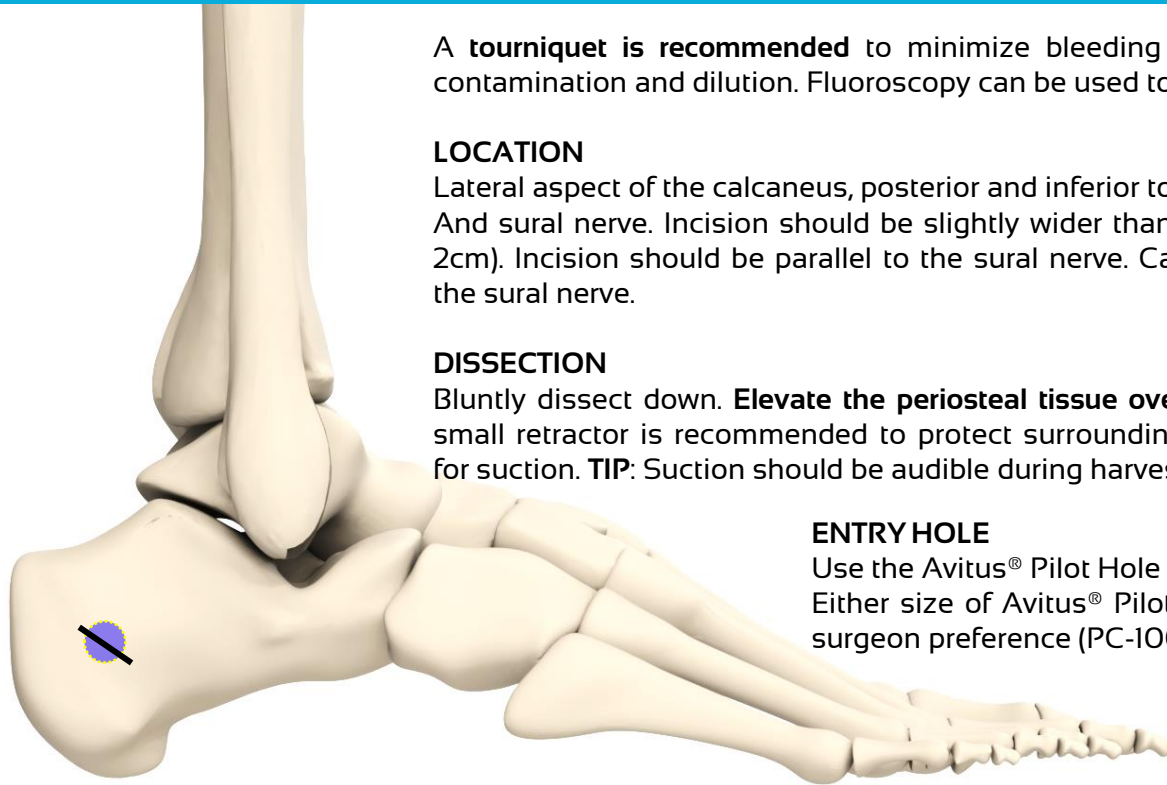 A tourniquet is recommended to minimize bleeding
contamination and dilution. Fluoroscopy can be used to
LOCATION
Lateral aspect of the calcaneus, posterior and inferior to
And sural nerve. Incision should be slightly wider than
2cm). Incision should be parallel to the sural nerve. Ca
the sural nerve.
DISSECTION
Bluntly dissect down. Elevate the periosteal tissue ove
small retractor is recommended to protect surroundin
for suction. TIP: Suction should be audible during harves
ENTRY HOLE
Use the Avitus® Pilot Hole
Either size of Avitus® Pilot
surgeon preference (PC-100